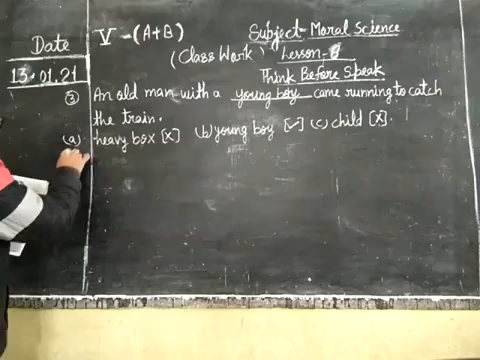 V - (A+B) Subject- Moral Science
Date (Class Work) Lesson-8
13.01.21 Think Before Speak
③ An old man with a young boy came running to catch
the train.
(a) heavy box [X] (b) young boy [✓] (c) child [X].